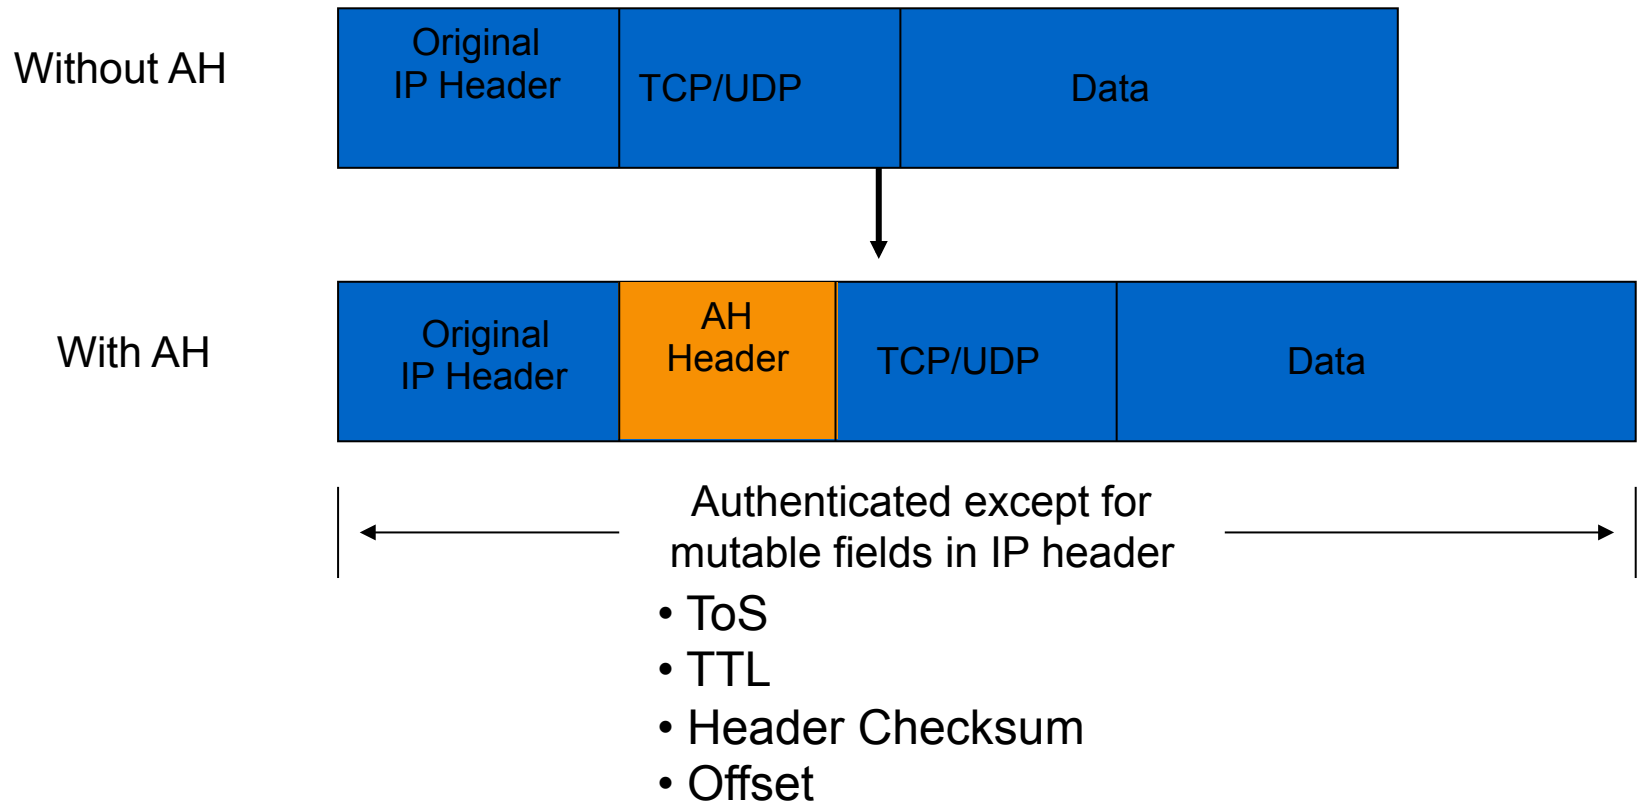 Without AH
Original
IP Header
TCP/UDP
Data
With AH
Original
IP Header
AH
Header
TCP/UDP
Data
Authenticated except for
mutable fields in IP header
• ToS
• TTL
• Header Checksum
• Offset